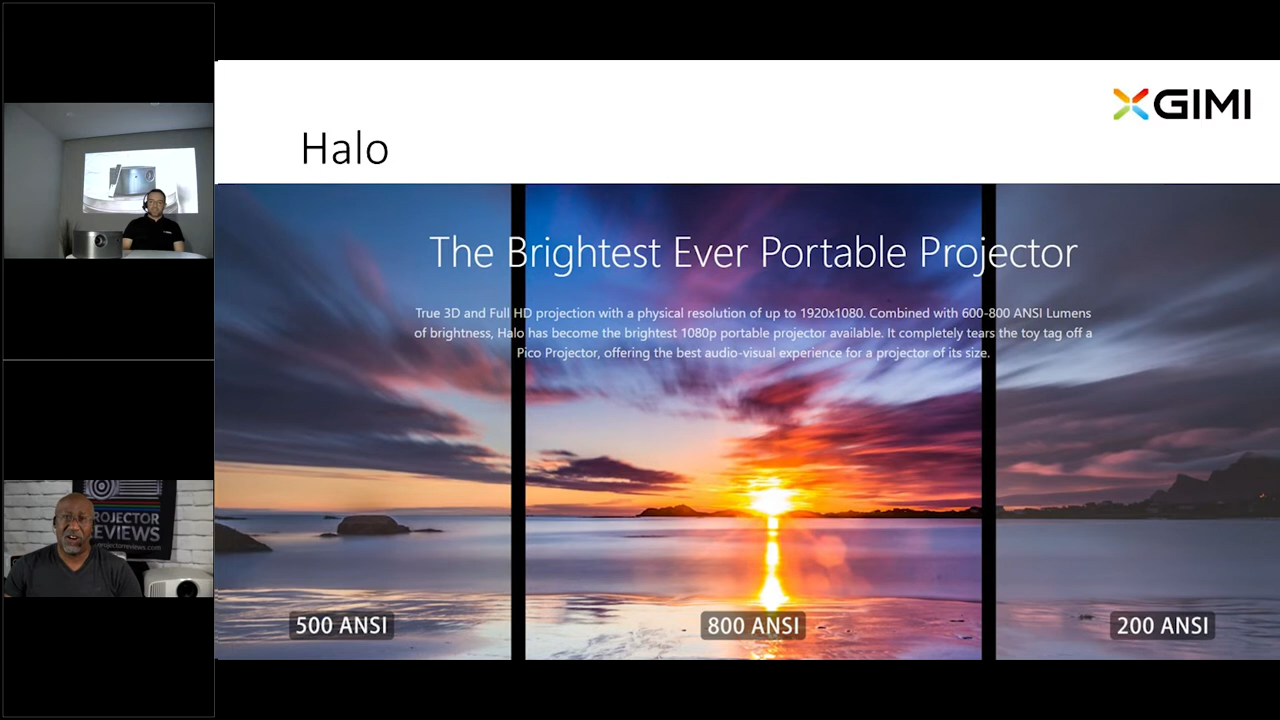 XGIMI
Halo
The Brightest Ever Portable Projector
True 3D and Full HD projection with a physical resolution of up to 1920x1080. Combined with 600-800 ANSI Lumens
of brightness, Halo has become the brightest 1080p portable projector available. It completely tears the toy tag off a
Pico Projector, offering the best audio-visual experience for a projector of its size.
500 ANSI
800 ANSI
200 ANSI
ROJECTOR
EVIEWS